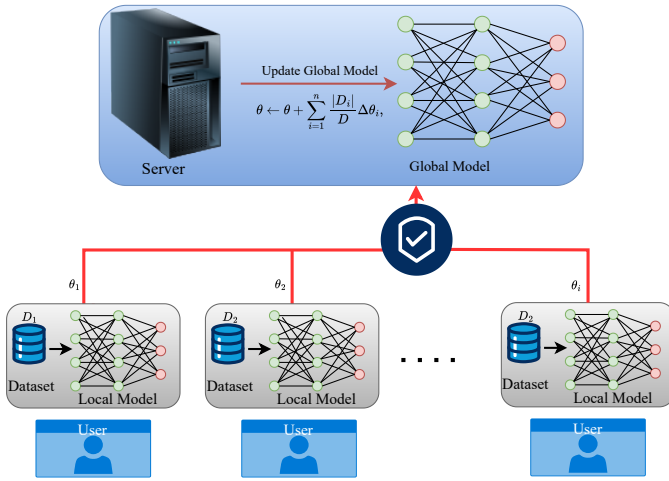 Update Global Model
θ ← θ + ∑_{i=1}^{n} |D_i|/D Δθ_i,
Server
Global Model
θ_1
θ_2
θ_i
D_1
Dataset
Local Model
D_2
Dataset
Local Model
. . . .
D_2
Dataset
Local Model
User
User
User